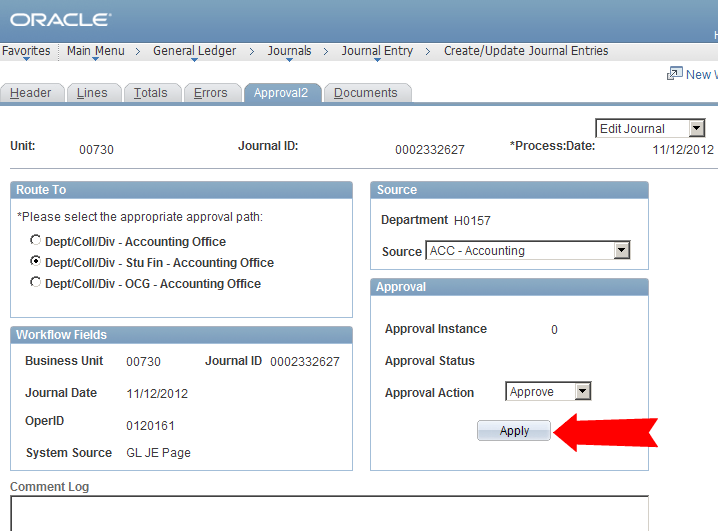 ORACLE®
Favorites Main Menu > General Ledger > Journals > Journal Entry > Create/Update Journal Entries
New
Header Lines Totals Errors Approval2 Documents
Edit Journal
Unit: 00730 Journal ID: 0002332627 *Process:Date: 11/12/2012
Route To
*Please select the appropriate approval path:
Dept/Coll/Div - Accounting Office
Dept/Coll/Div - Stu Fin - Accounting Office
Dept/Coll/Div - OCG - Accounting Office
Source
Department H0157
Source ACC - Accounting
Workflow Fields
Business Unit 00730 Journal ID 0002332627
Journal Date 11/12/2012
OperID 0120161
System Source GL JE Page
Approval
Approval Instance 0
Approval Status
Approval Action Approve
Apply
Comment Log